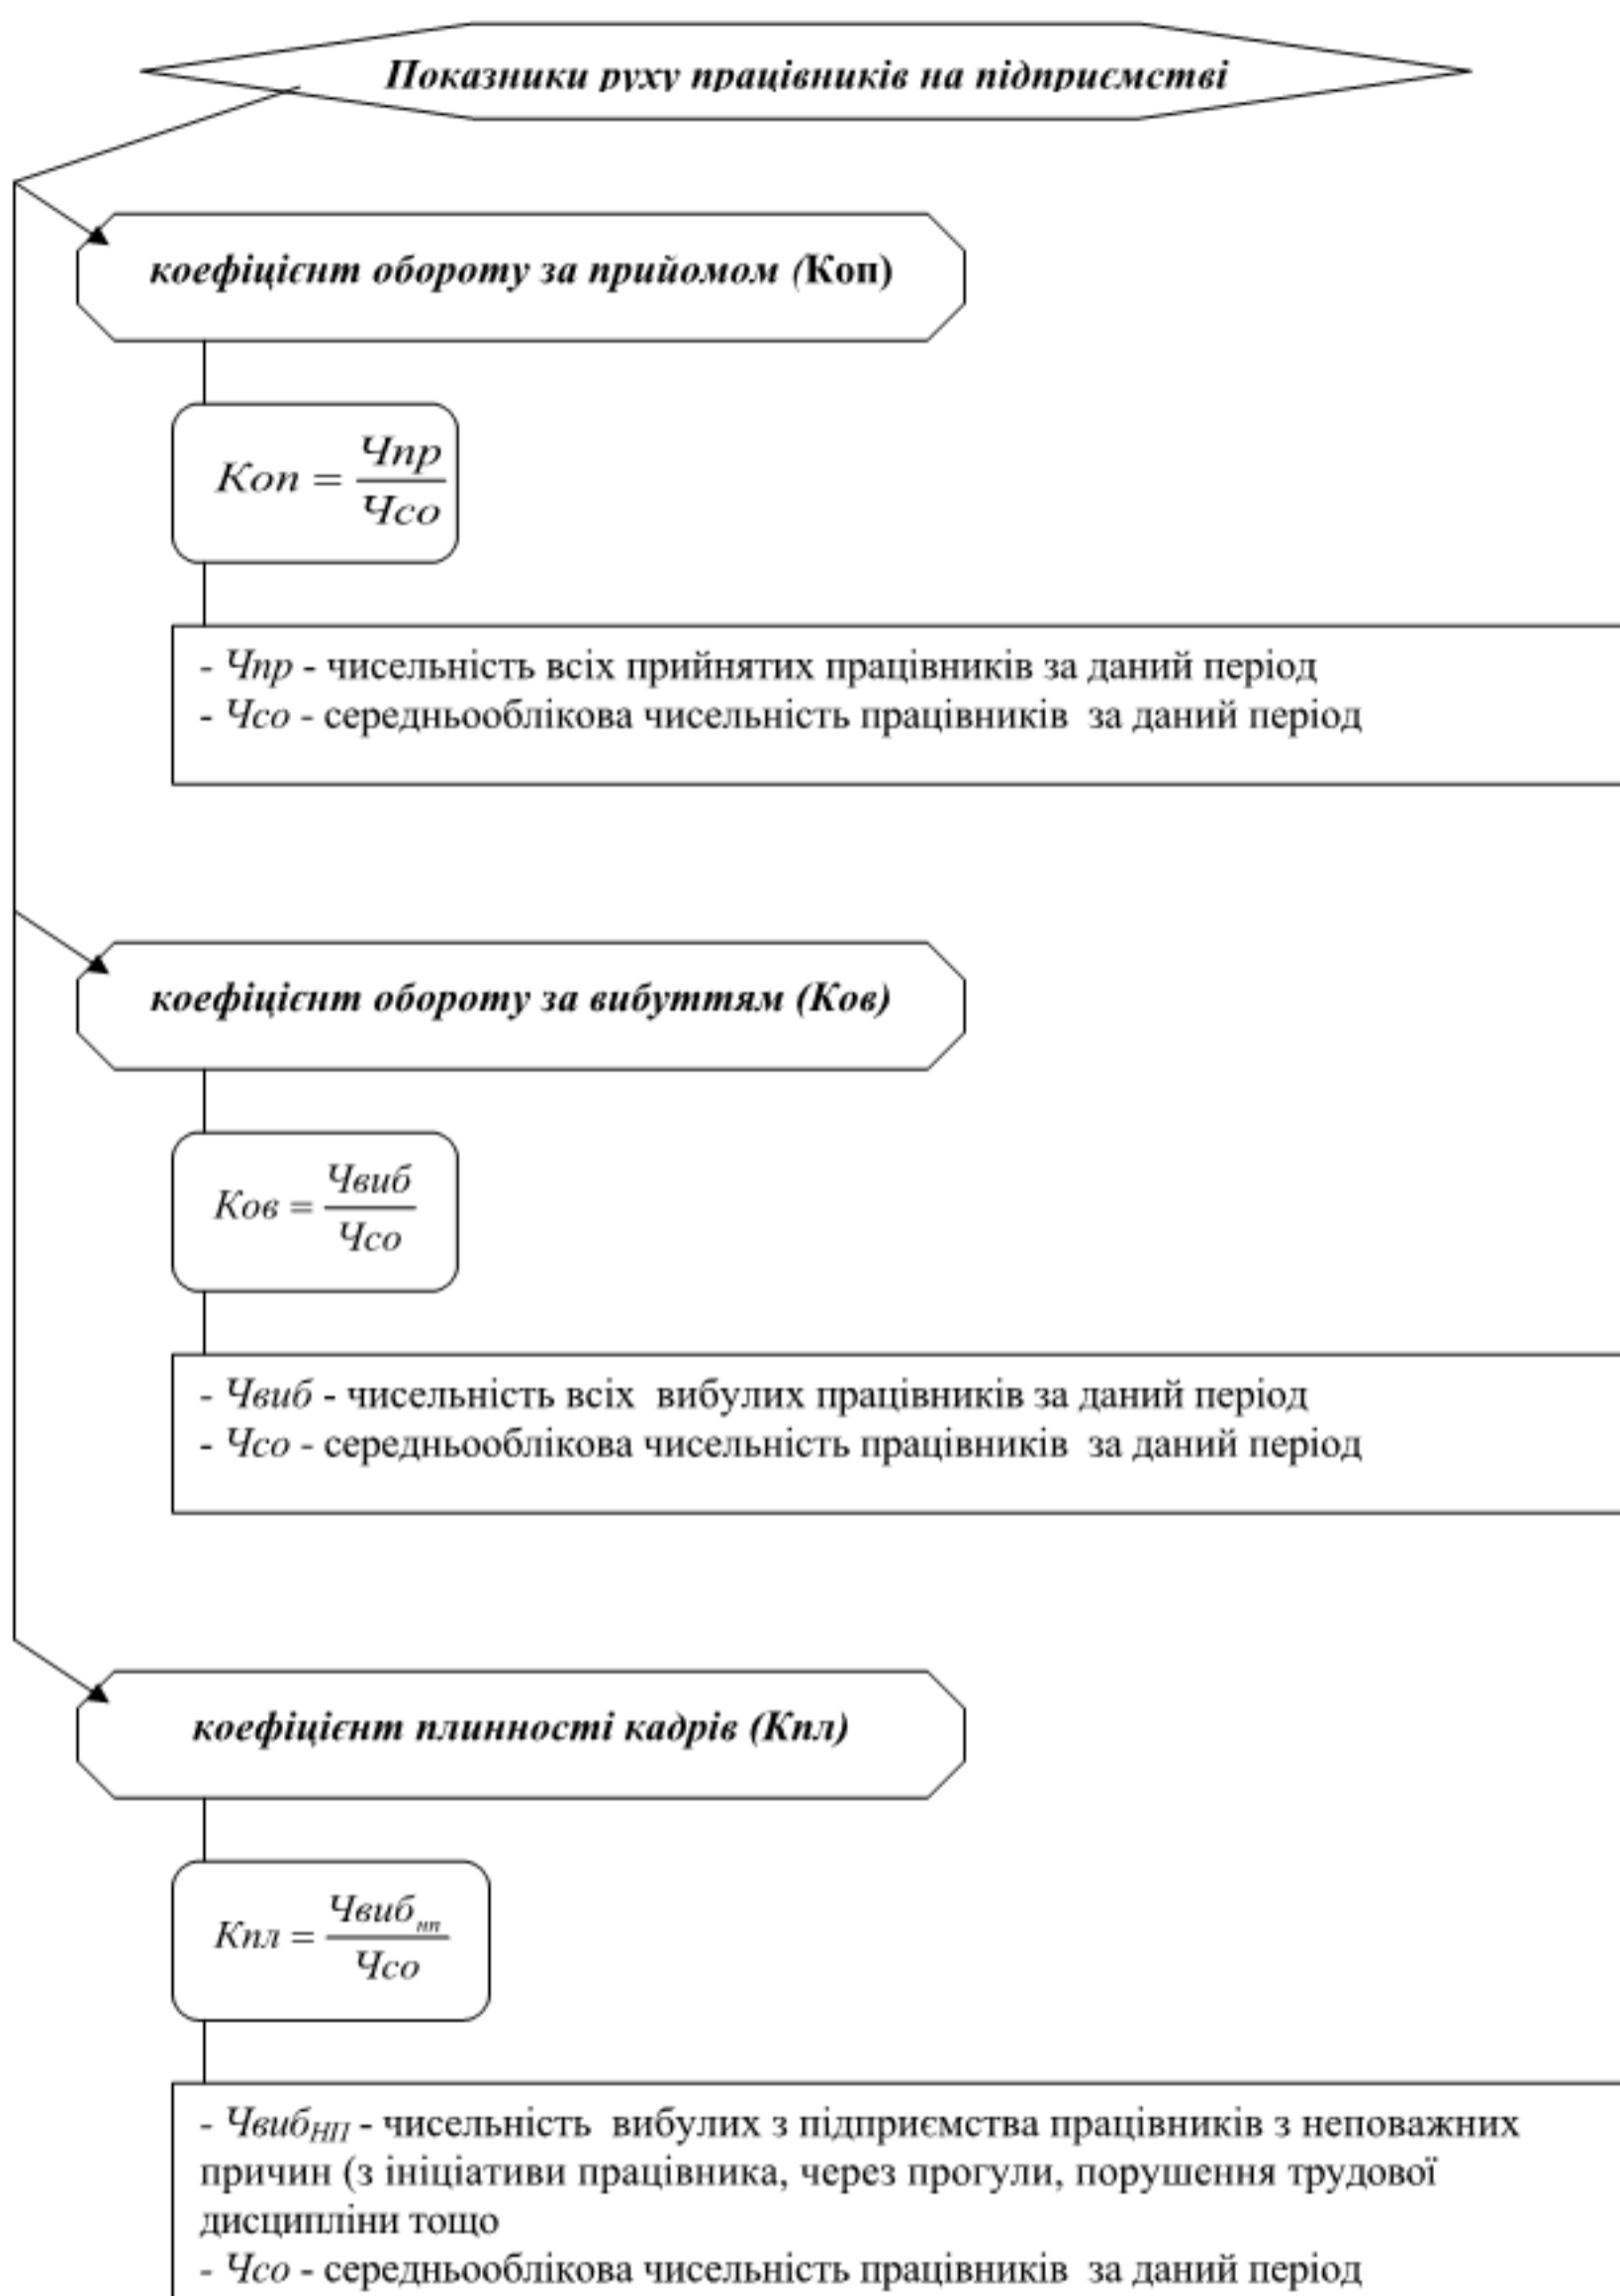 Показники руху працівників на підприємстві
коефіцієнт обороту за прийомом (Коп)
Коп = Чпр / Чсо
- Чпр - чисельність всіх прийнятих працівників за даний період
- Чсо - середньооблікова чисельність працівників за даний період
коефіцієнт обороту за вибуттям (Ков)
Ков = Чвиб / Чсо
- Чвиб - чисельність всіх вибулих працівників за даний період
- Чсо - середньооблікова чисельність працівників за даний період
коефіцієнт плинності кадрів (Кпл)
Кпл = Чвиб нп / Чсо
- ЧвибНП - чисельність вибулих з підприємства працівників з неповажних
причин (з ініціативи працівника, через прогули, порушення трудової
дисципліни тощо
- Чсо - середньооблікова чисельність працівників за даний період